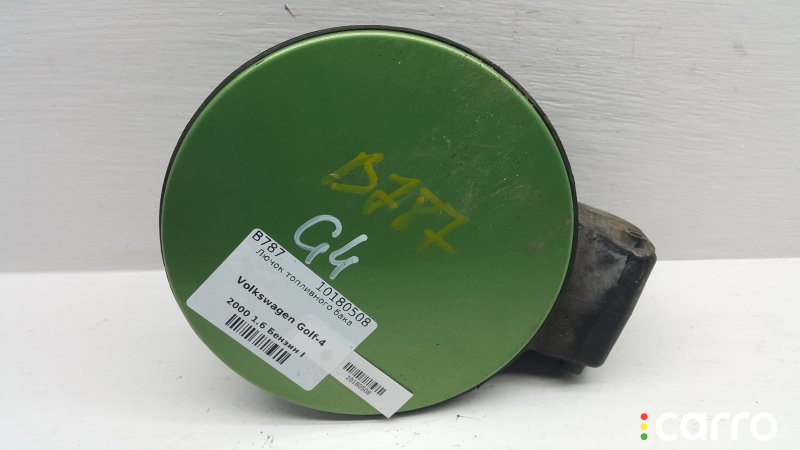 B787
G4
B787 10180508
Лючок топливного бака
Volkswagen Golf-4
2000 1.6 Бензин I
10180508
carro